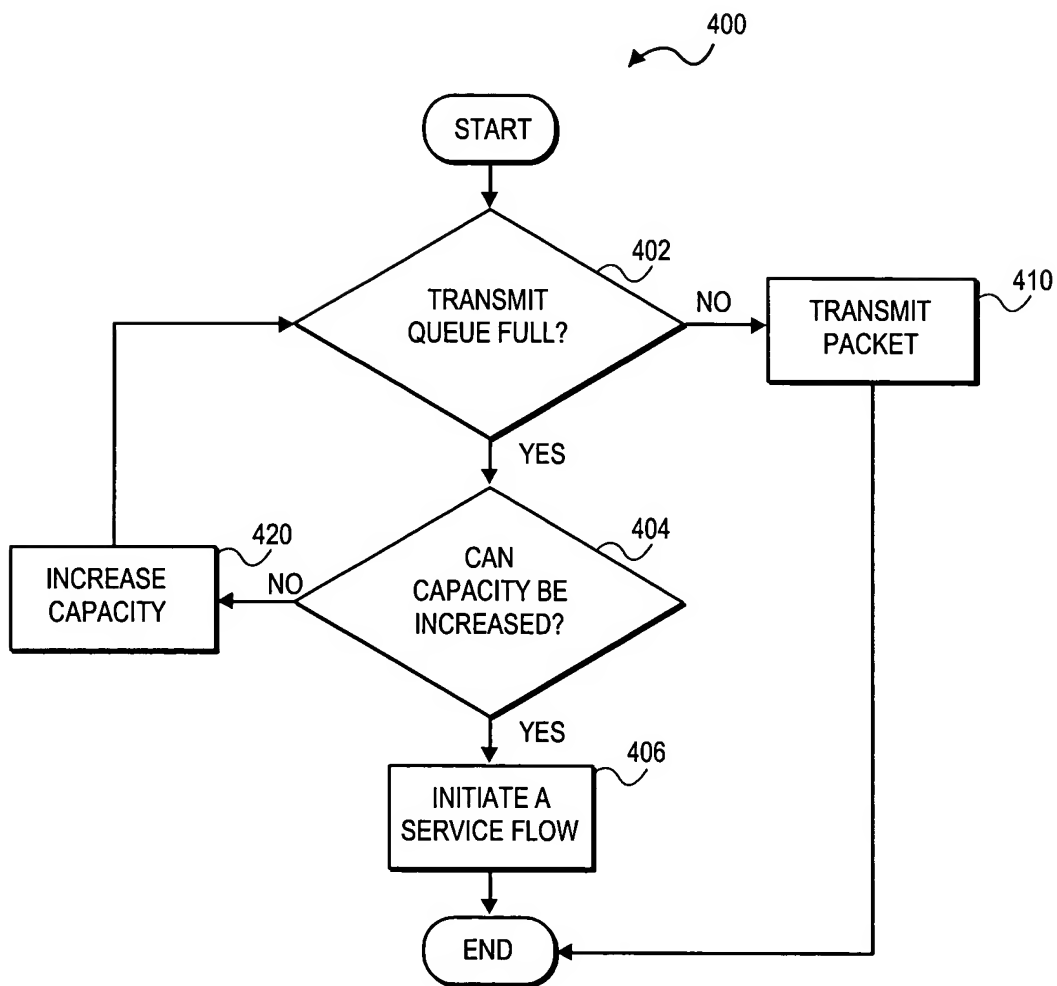 400
START
402
TRANSMIT
QUEUE FULL?
NO
410
TRANSMIT
PACKET
YES
404
CAN
CAPACITY BE
INCREASED?
NO
420
INCREASE
CAPACITY
YES
406
INITIATE A
SERVICE FLOW
END